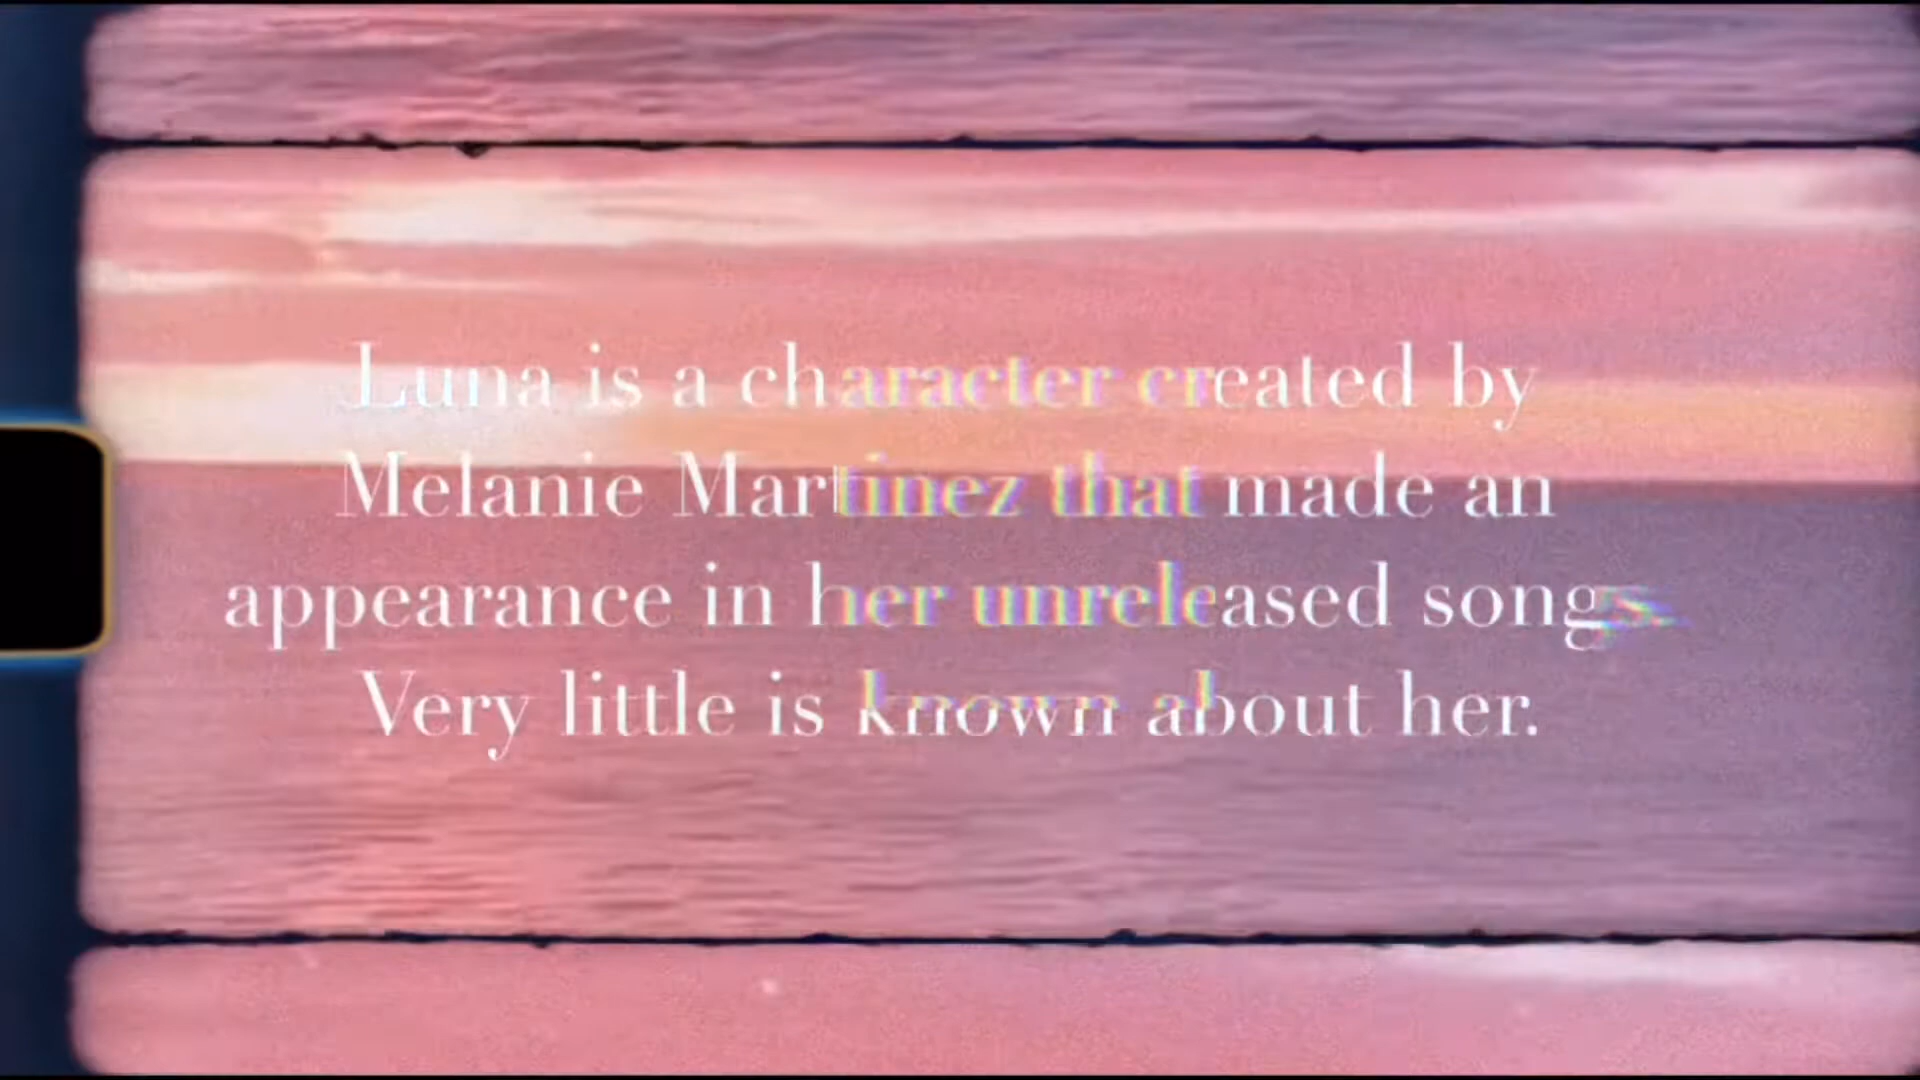 Luna is a character created by
Melanie Martinez that made an
appearance in her unreleased songs.
Very little is known about her.